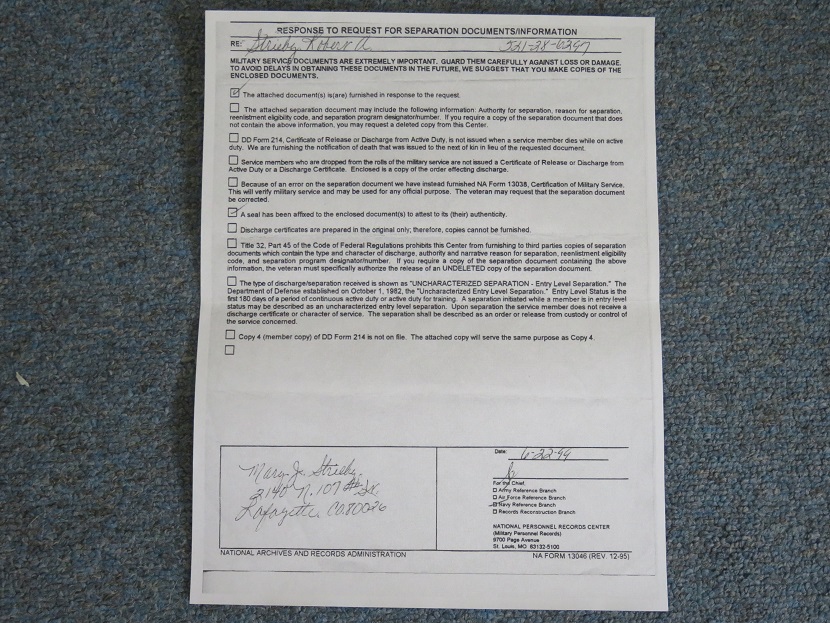 RESPONSE TO REQUEST FOR SEPARATION DOCUMENTS/INFORMATION
RE: Strieby, Robert A. 521-28-6297
MILITARY SERVICE DOCUMENTS ARE EXTREMELY IMPORTANT. GUARD THEM CAREFULLY AGAINST LOSS OR DAMAGE.
TO AVOID DELAYS IN OBTAINING THESE DOCUMENTS IN THE FUTURE, WE SUGGEST THAT YOU MAKE COPIES OF THE
ENCLOSED DOCUMENTS.
The attached document(s) is(are) furnished in response to the request.
The attached separation document may include the following information: Authority for separation, reason for separation,
reenlistment eligibility code, and separation program designator/number. If you require a copy of the separation document that does
not contain the above information, you may request a deleted copy from this Center.
DD Form 214, Certificate of Release or Discharge from Active Duty, is not issued when a service member dies while on active
duty. We are furnishing the notification of death that was issued to the next of kin in lieu of the requested document.
Service members who are dropped from the rolls of the military service are not issued a Certificate of Release or Discharge from
Active Duty or a Discharge Certificate. Enclosed is a copy of the order effecting discharge.
Because of an error on the separation document we have instead furnished NA Form 13038, Certification of Military Service.
This will verify military service and may be used for any official purpose. The veteran may request that the separation document
be corrected.
A seal has been affixed to the enclosed document(s) to attest to its (their) authenticity.
Discharge certificates are prepared in the original only; therefore, copies cannot be furnished.
Title 32, Part 45 of the Code of Federal Regulations prohibits this Center from furnishing to third parties copies of separation
documents which contain the type and character of discharge, authority and narrative reason for separation, reenlistment eligibility
code, and separation program designator/number. If you require a copy of the separation document containing the above
information, the veteran must specifically authorize the release of an UNDELETED copy of the separation document.
The type of discharge/separation received is shown as "UNCHARACTERIZED SEPARATION - Entry Level Separation." The
Department of Defense established on October 1, 1982, the "Uncharacterized Entry Level Separation." Entry Level Status is the
first 180 days of a period of continuous active duty or active duty for training. A separation initiated while a member is in entry level
status may be described as an uncharacterized entry level separation. Upon separation the service member does not receive a
discharge certificate or character of service. The separation shall be described as an order or release from custody or control of
the service concerned.
Copy 4 (member copy) of DD Form 214 is not on file. The attached copy will serve the same purpose as Copy 4.
Mary Jo Strieby
2140 N. 107th St.
Lafayette, CO. 80026
Date: 6-22-99
For the Chief
Army Reference Branch
Air Force Reference Branch
Navy Reference Branch
Records Reconstruction Branch
NATIONAL PERSONNEL RECORDS CENTER
(Military Personnel Records)
9700 Page Avenue
St. Louis, MO 63132-5100
NATIONAL ARCHIVES AND RECORDS ADMINISTRATION
NA FORM 13046 (REV. 12-95)